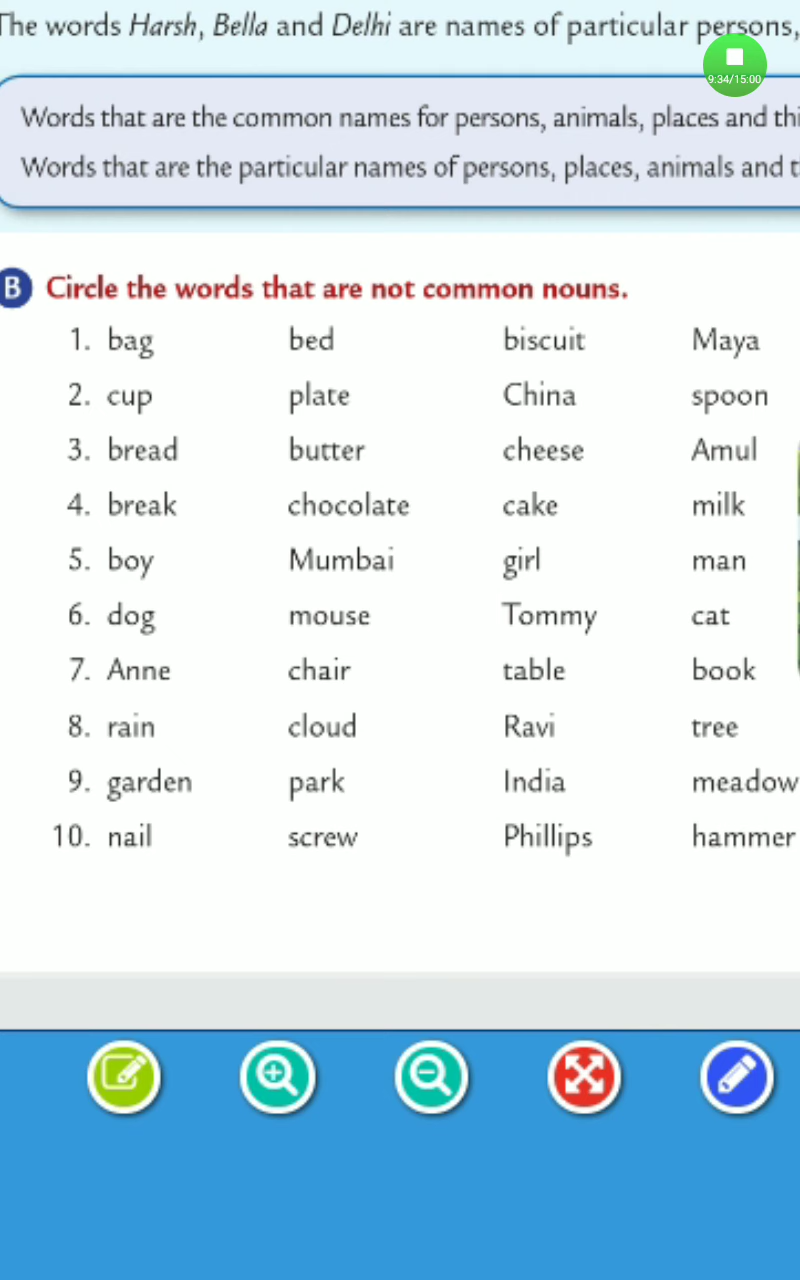 The words Harsh, Bella and Delhi are names of particular persons,
9:34/15:00
Words that are the common names for persons, animals, places and thi
Words that are the particular names of persons, places, animals and t
B Circle the words that are not common nouns.
1. bag bed biscuit Maya
2. cup plate China spoon
3. bread butter cheese Amul
4. break chocolate cake milk
5. boy Mumbai girl man
6. dog mouse Tommy cat
7. Anne chair table book
8. rain cloud Ravi tree
9. garden park India meadow
10. nail screw Phillips hammer